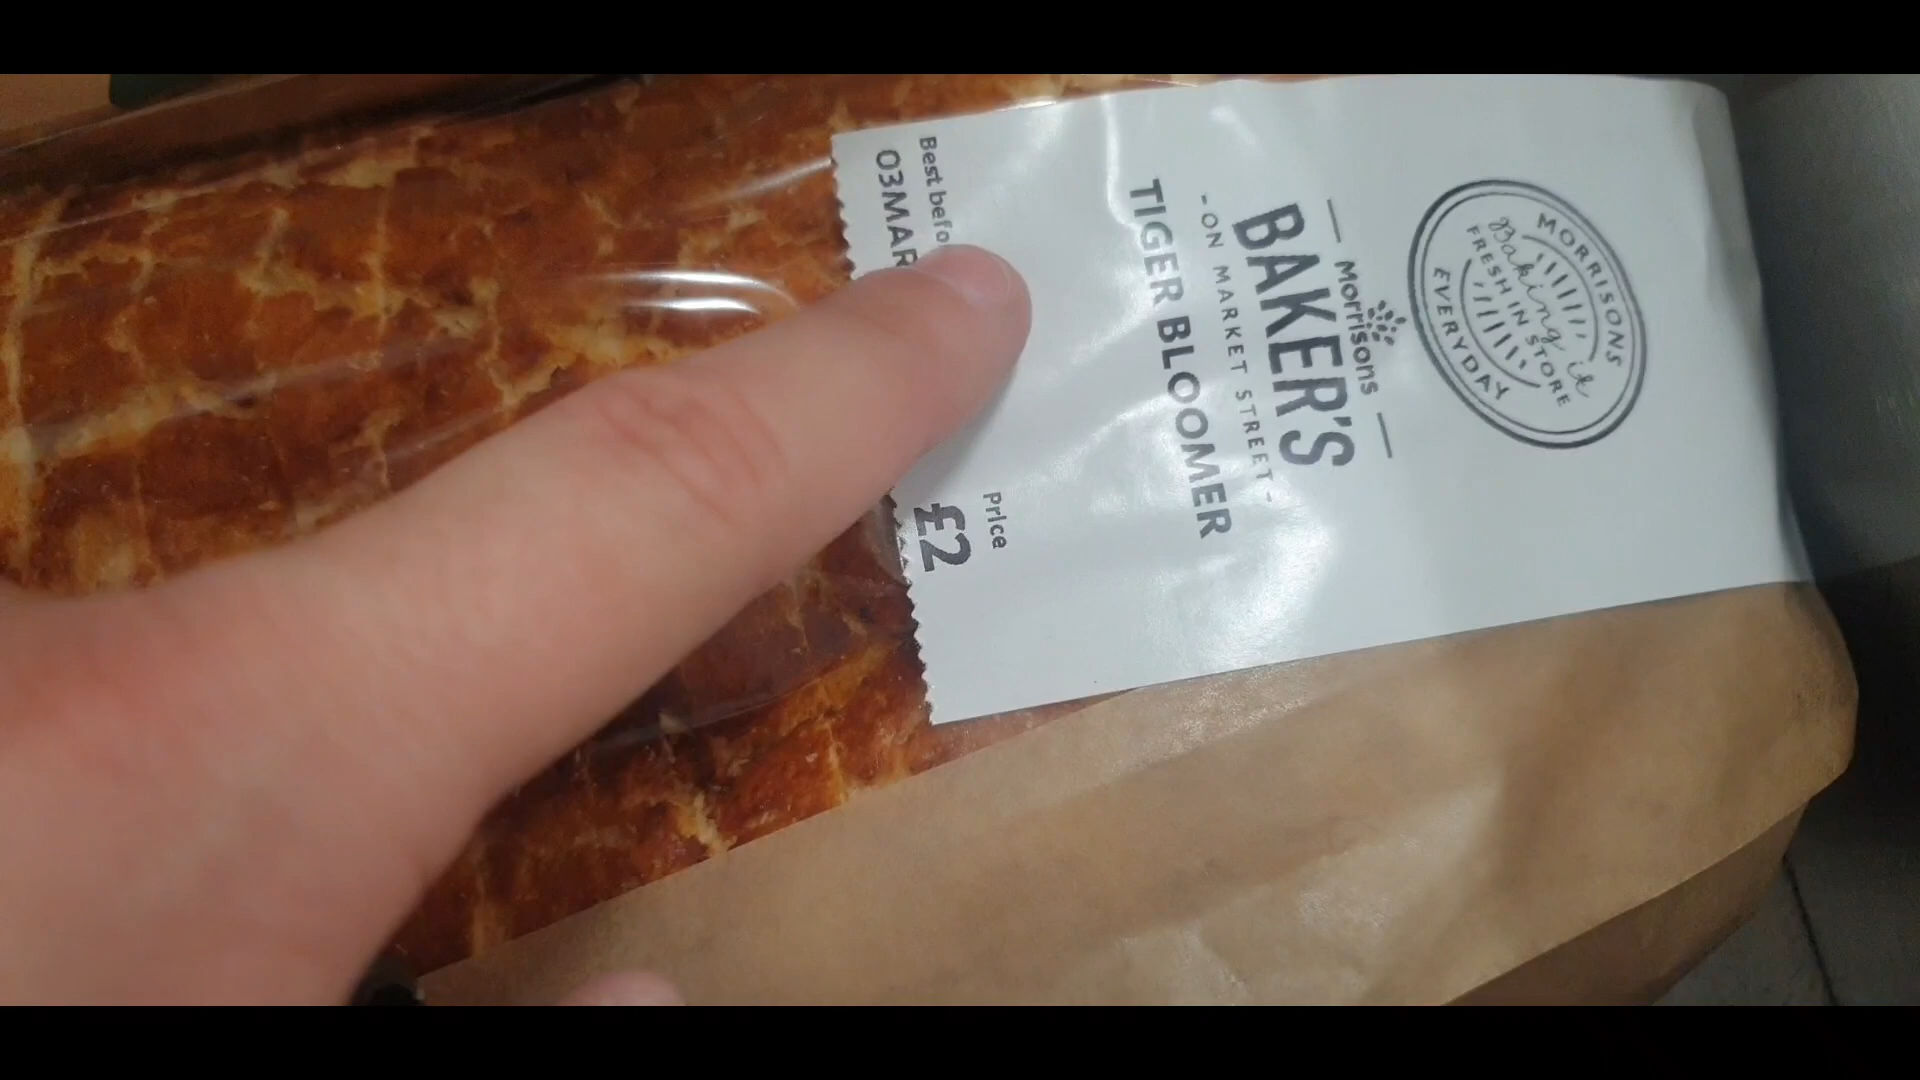 MORRISONS
Baking it
FRESH IN STORE
EVERYDAY
Morrisons
BAKER'S
- ON MARKET STREET -
TIGER BLOOMER
Best befo
03MAR
Price
£2